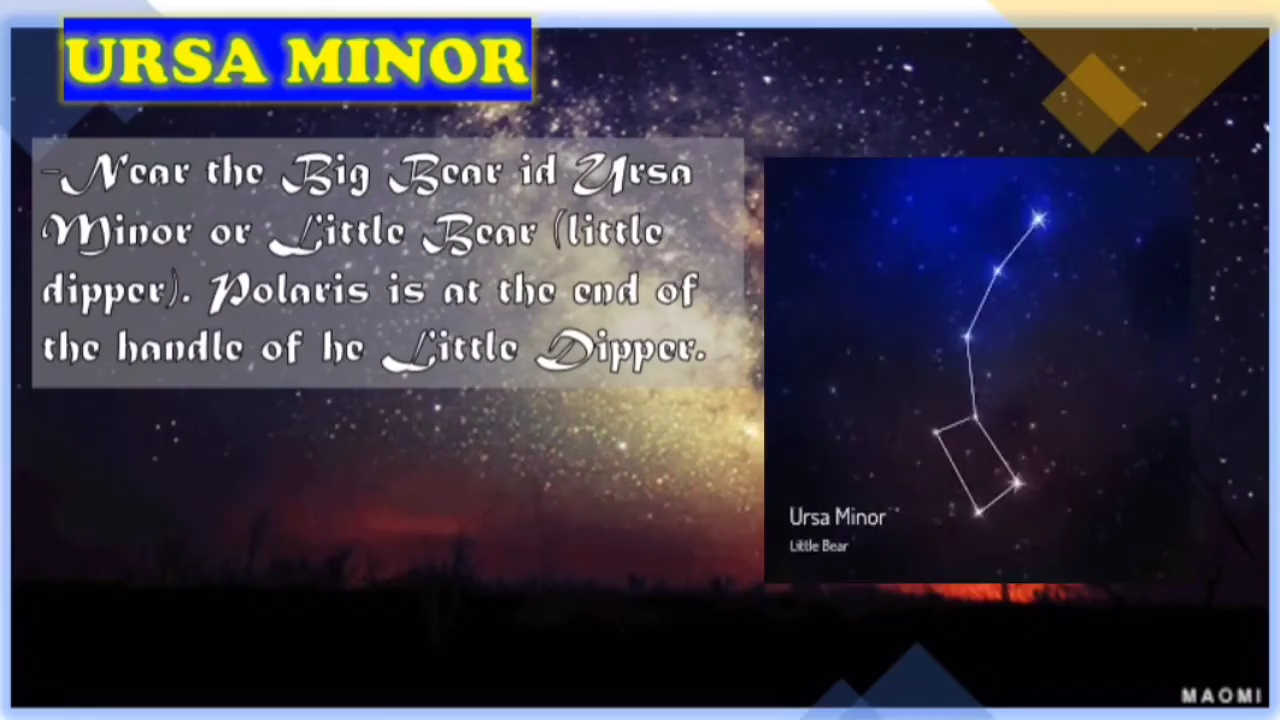 URSA MINOR
-Near the Big Bear id Ursa
Minor or Little Bear (little
dipper). Polaris is at the end of
the handle of he Little Dipper.
Ursa Minor
Little Bear
MAOMI